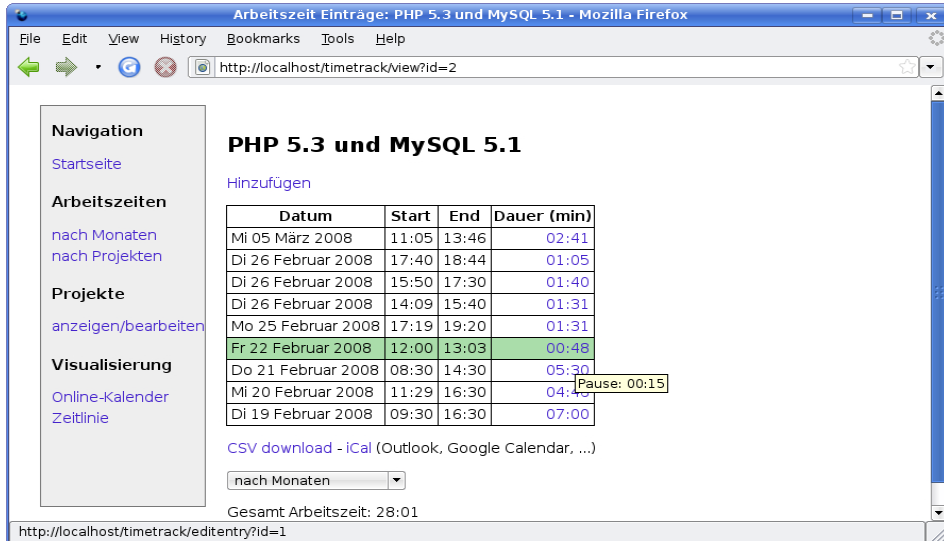 Arbeitszeit Einträge: PHP 5.3 und MySQL 5.1 - Mozilla Firefox
File Edit View History Bookmarks Tools Help
http://localhost/timetrack/view?id=2
Navigation
Startseite
Arbeitszeiten
nach Monaten
nach Projekten
Projekte
anzeigen/bearbeiten
Visualisierung
Online-Kalender
Zeitlinie
PHP 5.3 und MySQL 5.1
Hinzufügen
Datum Start End Dauer (min)
Mi 05 März 2008 11:05 13:46 02:41
Di 26 Februar 2008 17:40 18:44 01:05
Di 26 Februar 2008 15:50 17:30 01:40
Di 26 Februar 2008 14:09 15:40 01:31
Mo 25 Februar 2008 17:19 19:20 01:31
Fr 22 Februar 2008 12:00 13:03 00:48
Do 21 Februar 2008 08:30 14:30 05:30
Pause: 00:15
Mi 20 Februar 2008 11:29 16:30
Di 19 Februar 2008 09:30 16:30 07:00
CSV download - iCal (Outlook, Google Calendar, ...)
nach Monaten
Gesamt Arbeitszeit: 28:01
http://localhost/timetrack/editentry?id=1